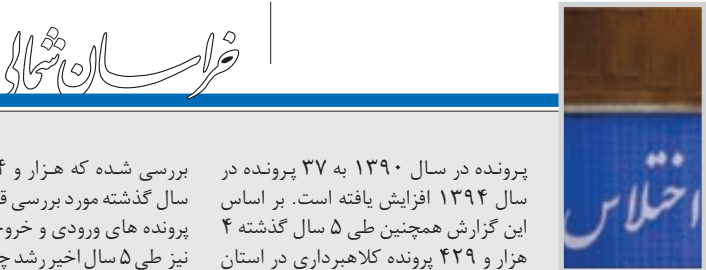 خراسان شمالی
اختلاس
پرونده در سال ۱۳۹۰ به ۳۷ پرونده در
سال ۱۳۹۴ افزایش یافته است. بر اساس
این گزارش همچنین طی ۵ سال گذشته ۴
هزار و ۴۲۹ پرونده کلاهبرداری در استان
بررسی شده که هزار و
سال گذشته مورد بررسی
پرونده های ورودی و
نیز طی ۵ سال اخیر رشد